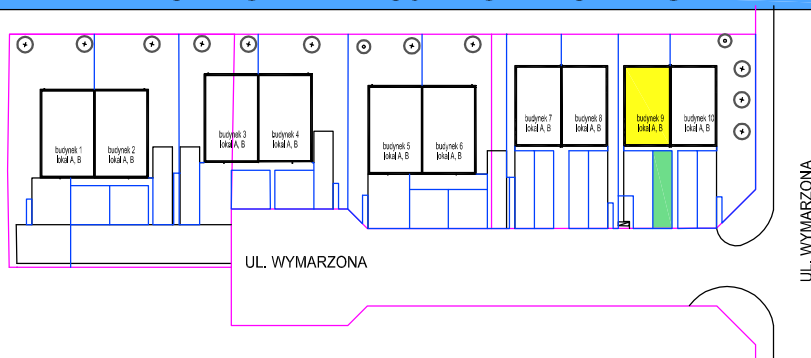 budynek 1
lokal A, B
budynek 2
lokal A, B
budynek 3
lokal A, B
budynek 4
lokal A, B
budynek 5
lokal A, B
budynek 6
lokal A, B
budynek 7
lokal A, B
budynek 8
lokal A, B
budynek 9
lokal A, B
budynek 10
lokal A, B
UL. WYMARZONA
UL. WYMARZONA